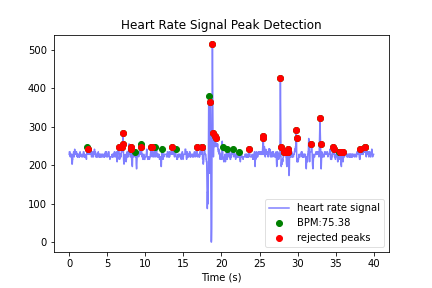 Heart Rate Signal Peak Detection
500
400
300
200
100
0
0 5 10 15 20 25 30 35 40
Time (s)
heart rate signal
BPM:75.38
rejected peaks